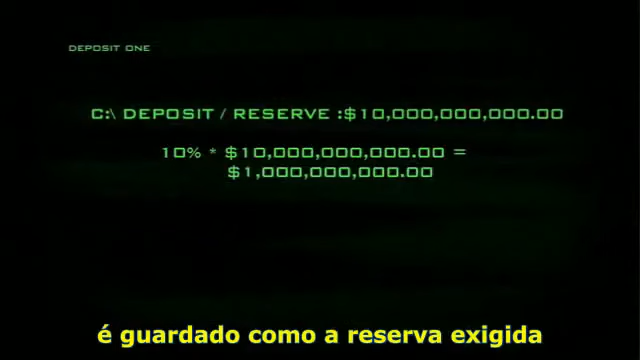 DEPOSIT ONE
C:\ DEPOSIT / RESERVE :$10,000,000,000.00
10% * $10,000,000,000.00 =
$1,000,000,000.00
é guardado como a reserva exigida